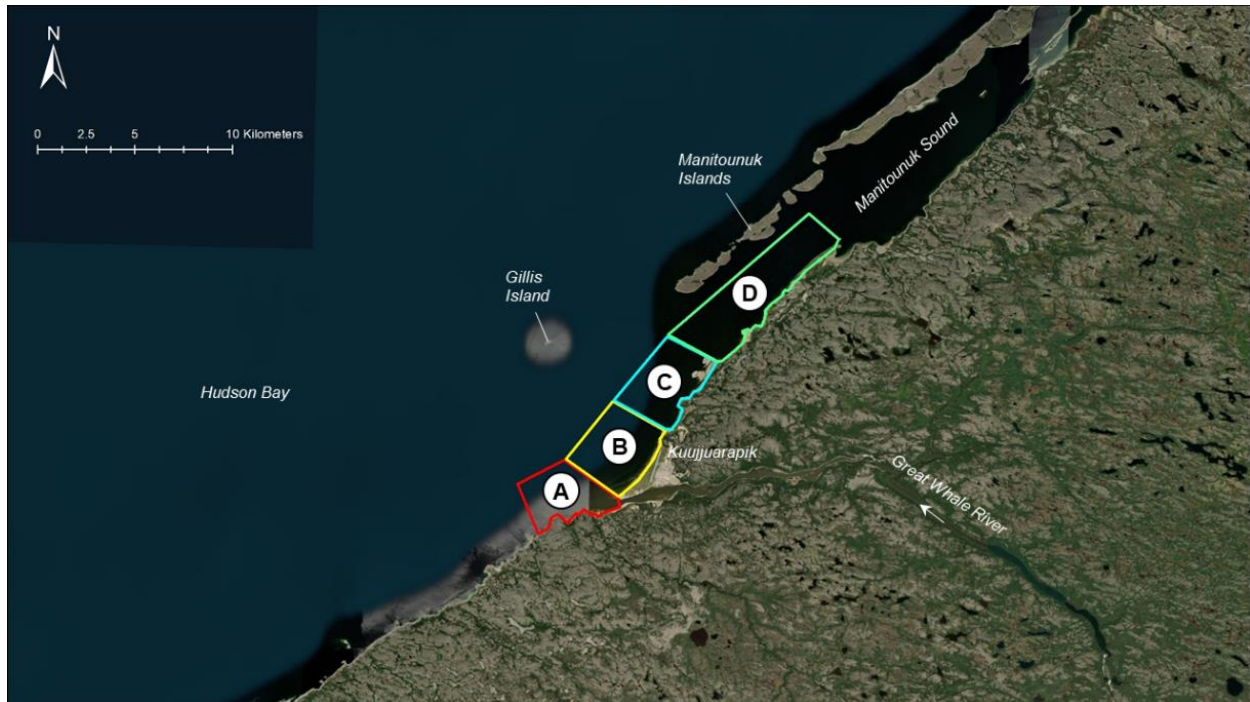 N
0 2.5 5 10 Kilometers
Manitounuk
Islands
Manitounuk Sound
Gillis
Island
D
Hudson Bay
C
B
Kuujjuarapik
A
Great Whale River